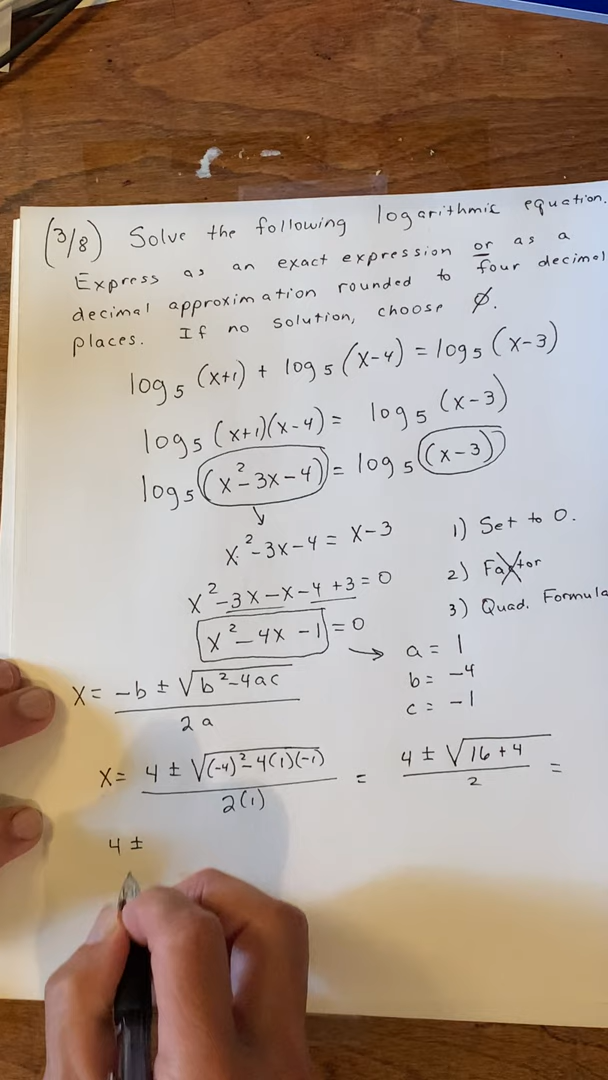 (3/8) Solve the following logarithmic equation.
Express as an exact expression or as a
decimal approximation rounded to four decimal
places. If no solution, choose ∅.
log₅(x+1) + log₅(x-4) = log₅(x-3)
log₅(x+1)(x-4) = log₅(x-3)
log₅(x²-3x-4) = log₅(x-3)
x²-3x-4 = x-3
x²-3x-x-4+3=0
x²-4x-1=0
1) Set to 0.
2) Factor
3) Quad. Formula
a = 1
b = -4
c = -1
x = -b ± √b²-4ac / 2a
x = 4 ± √(-4)²-4(1)(-1) / 2(1) = 4 ± √16+4 / 2 =
4 ±